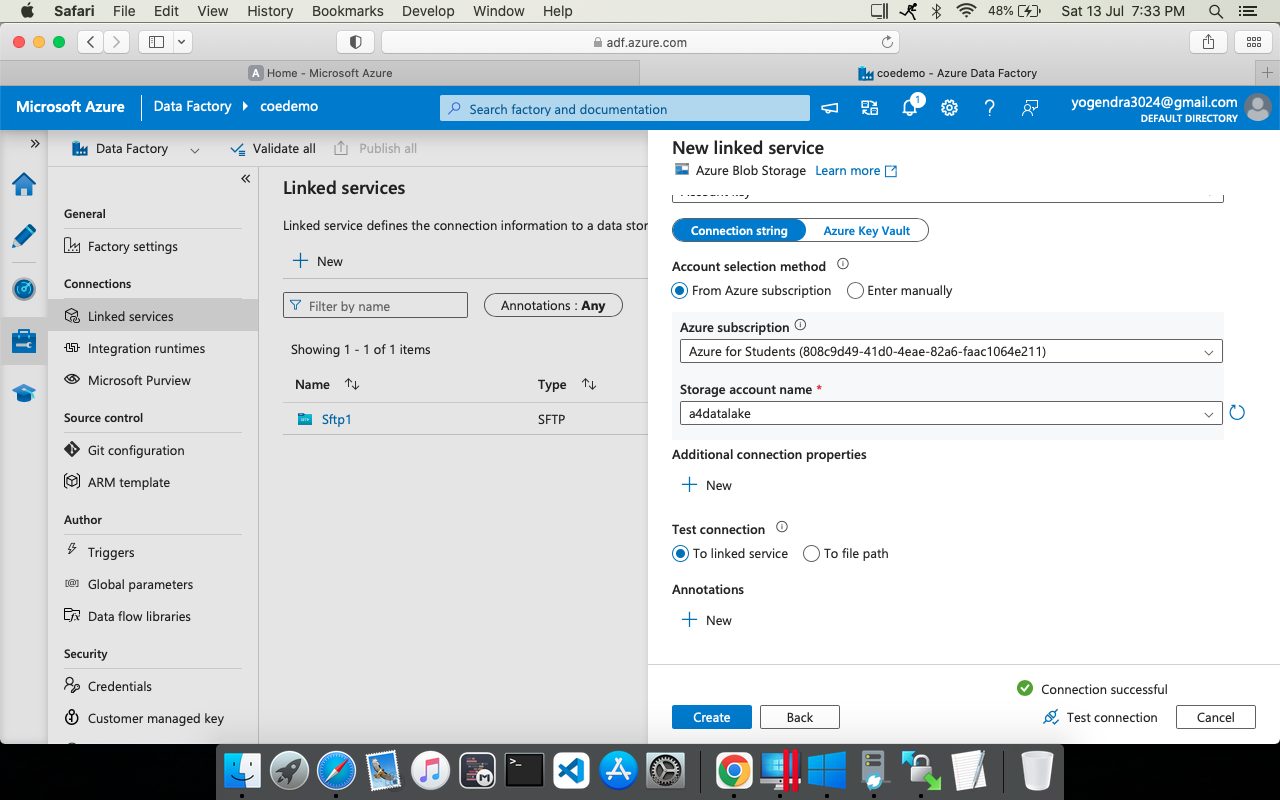 Safari File Edit View History Bookmarks Develop Window Help 48% Sat 13 Jul 7:33 PM
adf.azure.com
A Home - Microsoft Azure
coedemo - Azure Data Factory
Microsoft Azure Data Factory coedemo Search factory and documentation 1 yogendra3024@gmail.com
DEFAULT DIRECTORY
Data Factory Validate all Publish all
General
Factory settings
Connections
Linked services
Integration runtimes
Microsoft Purview
Source control
Git configuration
ARM template
Author
Triggers
Global parameters
Data flow libraries
Security
Credentials
Customer managed key
Linked services
Linked service defines the connection information to a data stor
New
Filter by name
Annotations : Any
Showing 1 - 1 of 1 items
Name Type
Sftp1 SFTP
New linked service
Azure Blob Storage Learn more
Account key
Connection string Azure Key Vault
Account selection method
From Azure subscription Enter manually
Azure subscription
Azure for Students (808c9d49-41d0-4eae-82a6-faac1064e211)
Storage account name *
a4datalake
Additional connection properties
New
Test connection
To linked service To file path
Annotations
New
Connection successful
Create Back Test connection Cancel